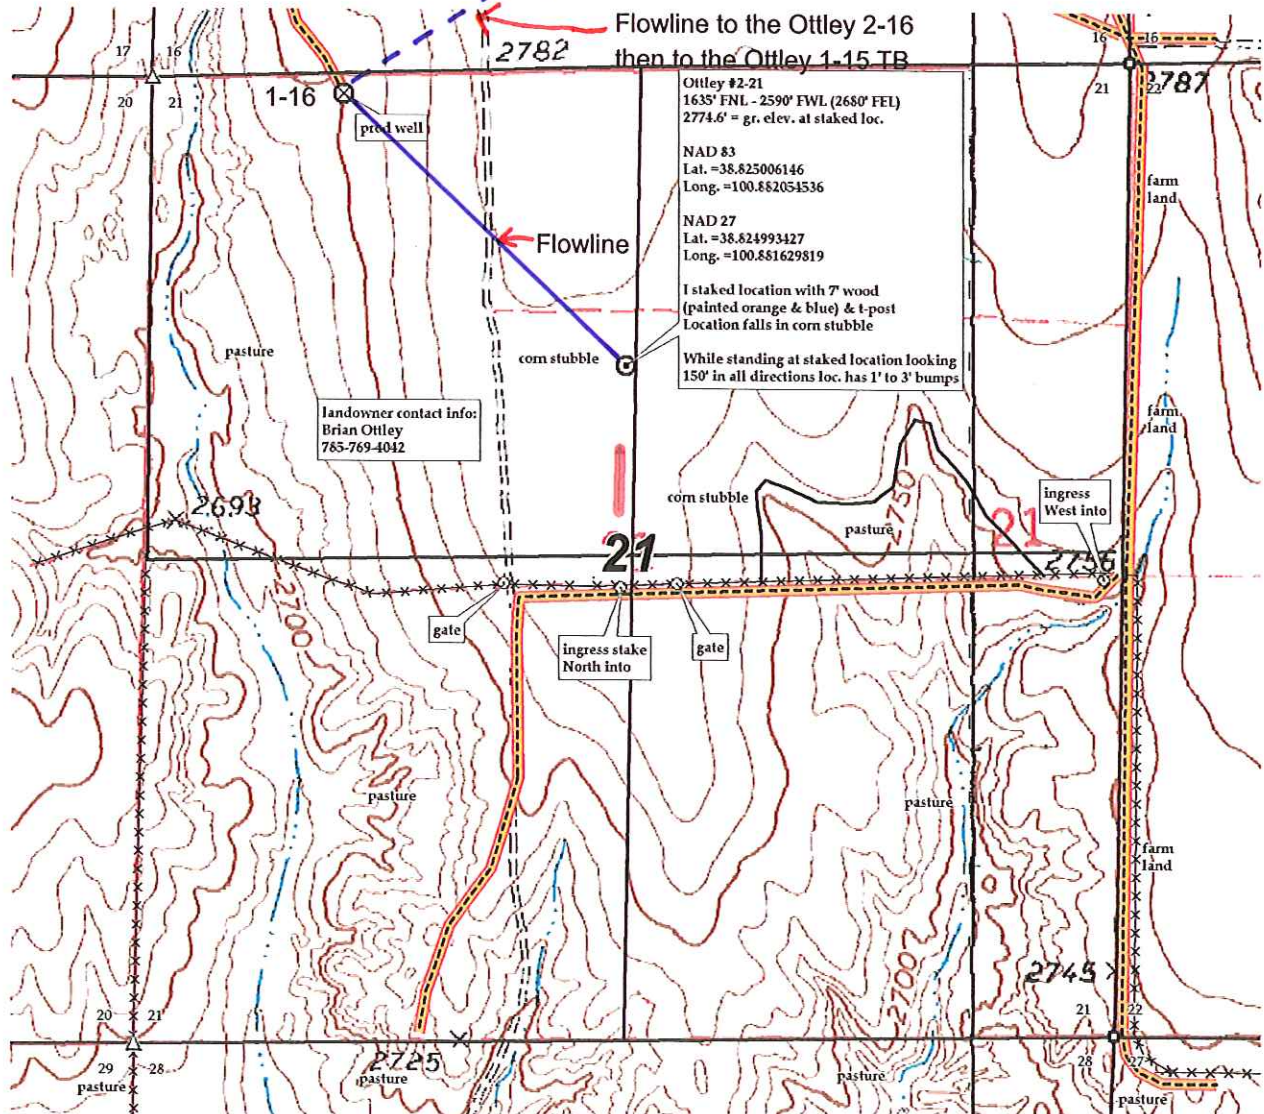 Flowline to the Ottley 2-16
then to the Ottley 1-15 TB
2782
17 16
20 21
1-16
prod well
16 16
21 22
2787
Ottley #2-21
1635' FNL - 2590' FWL (2680' FEL)
2774.6' = gr. elev. at staked loc.
NAD 83
Lat. =38.825006146
Long. =100.882054536
NAD 27
Lat. =38.824993427
Long. =100.881629819
I staked location with 7' wood
(painted orange & blue) & t-post
Location falls in corn stubble
While standing at staked location looking
150' in all directions loc. has 1' to 3' bumps
farm
land
Flowline
pasture
corn stubble
landowner contact info:
Brian Ottley
785-769-4042
farm
land
2693
corn stubble
pasture
2750
ingress
West into
21
21
2756
2700
gate
ingress stake
North into
gate
pasture
pasture
farm
land
2700
2745
20 21
21 22
29 28
28 27
2725
pasture
pasture
pasture
pasture